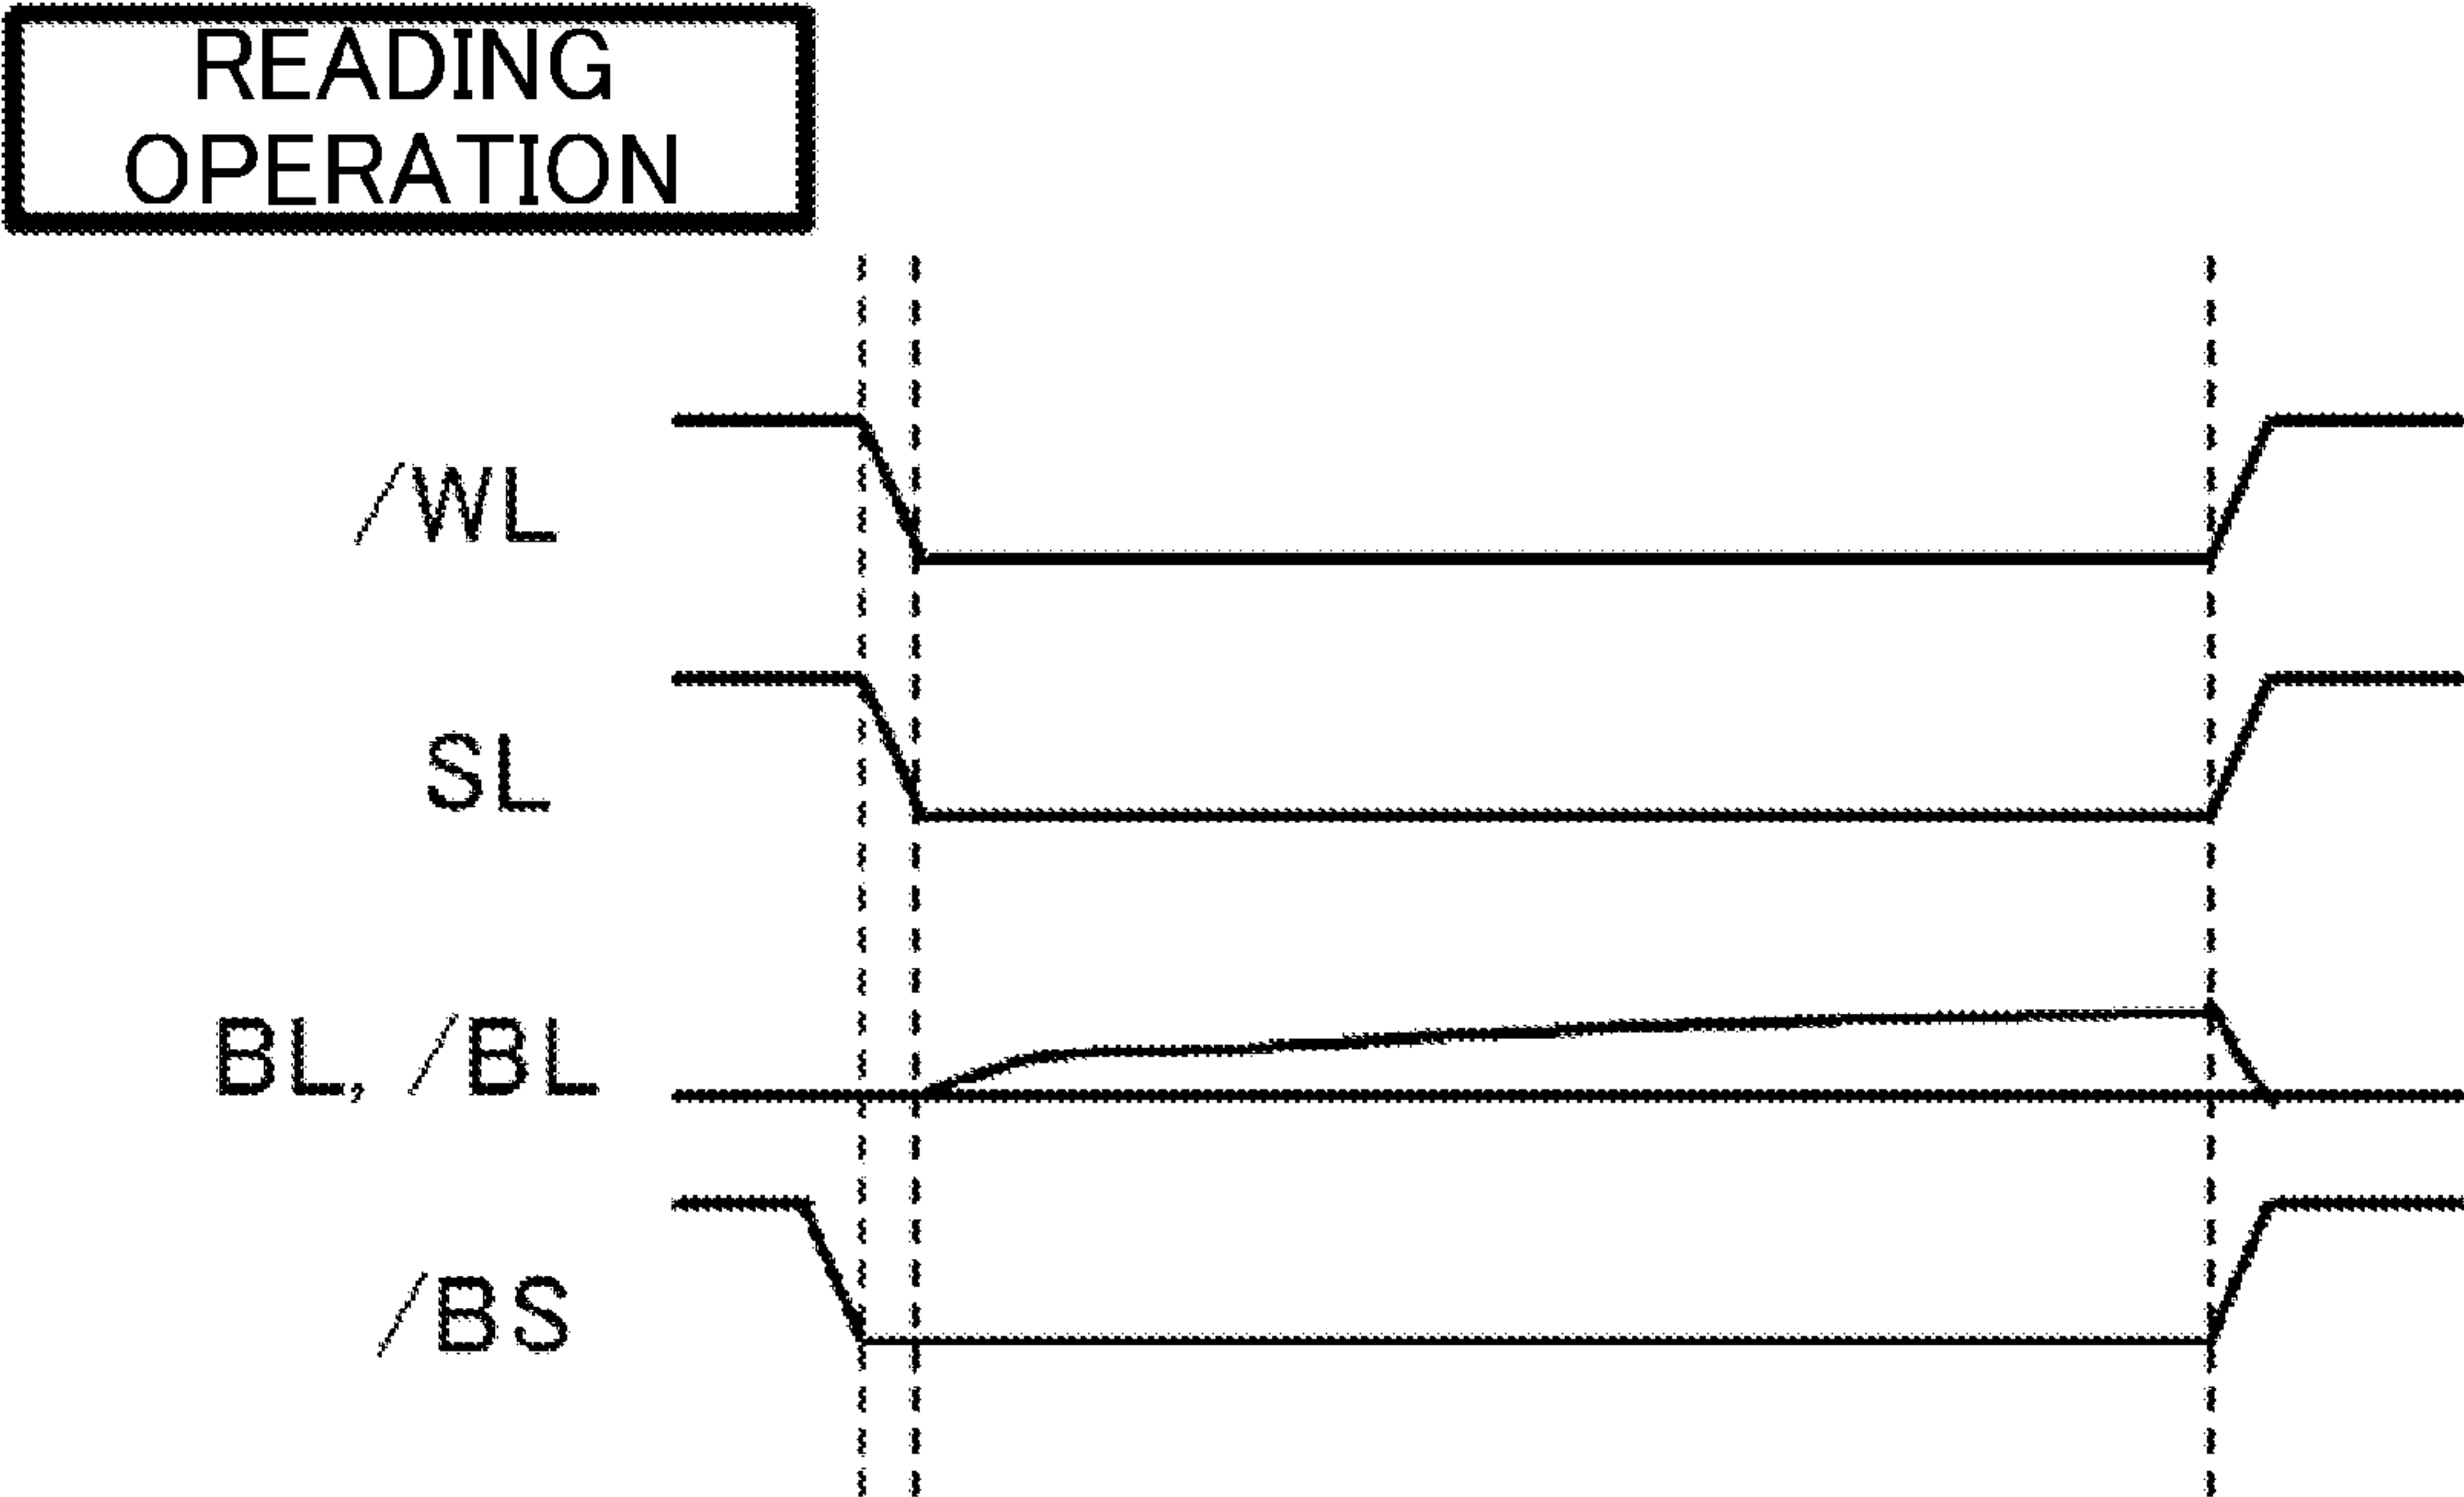 READING
OPERATION
/WL
SL
BL, /BL
/BS